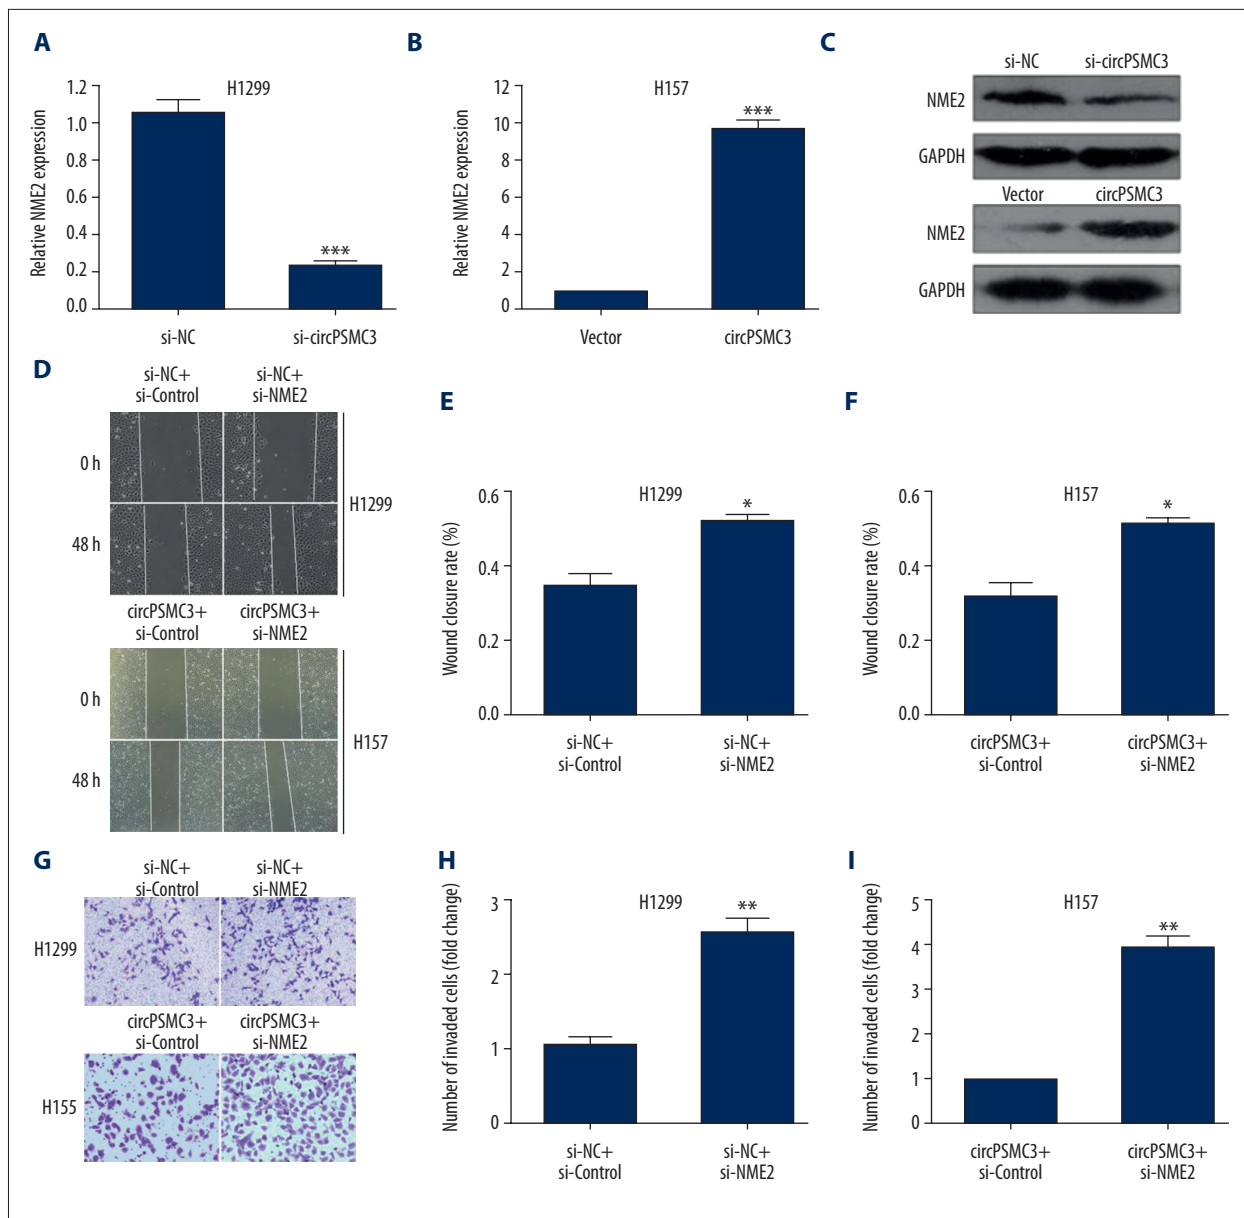 A
H1299
Relative NME2 expression
1.2
1.0
0.8
0.6
0.4
0.2
0.0
***
si-NC
si-circPSMC3
B
H157
Relative NME2 expression
12
10
8
6
4
2
0
***
Vector
circPSMC3
C
si-NC
si-circPSMC3
NME2
GAPDH
Vector
circPSMC3
NME2
GAPDH
D
si-NC+
si-Control
si-NC+
si-NME2
0 h
48 h
H1299
circPSMC3+
si-Control
circPSMC3+
si-NME2
0 h
48 h
H157
E
H1299
Wound closure rate (%)
0.6
0.4
0.2
0.0
*
si-NC+
si-Control
si-NC+
si-NME2
F
H157
Wound closure rate (%)
0.6
0.4
0.2
0.0
*
circPSMC3+
si-Control
circPSMC3+
si-NME2
G
si-NC+
si-Control
si-NC+
si-NME2
H1299
circPSMC3+
si-Control
circPSMC3+
si-NME2
H155
H
H1299
Number of invaded cells (fold change)
3
2
1
0
**
si-NC+
si-Control
si-NC+
si-NME2
I
H157
Number of invaded cells (fold change)
5
4
3
2
1
0
**
circPSMC3+
si-Control
circPSMC3+
si-NME2